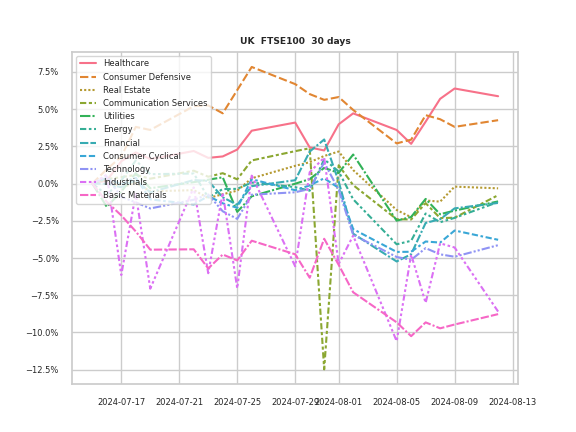 UK FTSE100 30 days
Healthcare
Consumer Defensive
Real Estate
Communication Services
Utilities
Energy
Financial
Consumer Cyclical
Technology
Industrials
Basic Materials
7.5%
5.0%
2.5%
0.0%
−2.5%
−5.0%
−7.5%
−10.0%
−12.5%
2024-07-17
2024-07-21
2024-07-25
2024-07-29
2024-08-01
2024-08-05
2024-08-09
2024-08-13